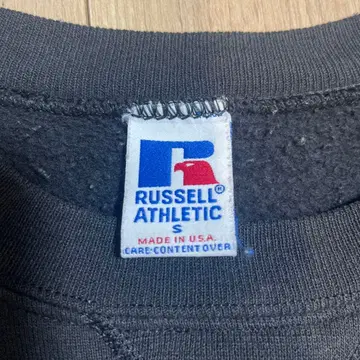 RUSSELL®
ATHLETIC
S
MADE IN U.S.A.
CARE-CONTENT OVER